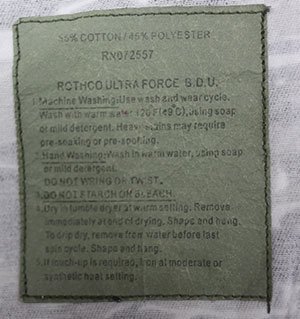 55% COTTON / 45% POLYESTER
RN072557
ROTHCO ULTRA FORCE B.D.U.
1. Machine Washing: Use wash and wear cycle.
Wash with warm water 120 F (49 C), using soap
or mild detergent. Heavy stains may require
pre-soaking or pre-spotting.
2. Hand Washing: Wash in warm water, using soap
or mild detergent.
DO NOT WRING OR TWIST.
3. DO NOT STARCH OR BLEACH.
4. Dry in tumble dryer at warm setting. Remove
immediately at end of drying. Shape and hang
To drip dry, remove from water before last
spin cycle. Shape and hang.
5. If touch-up is required, iron at moderate or
synthetic heat setting.